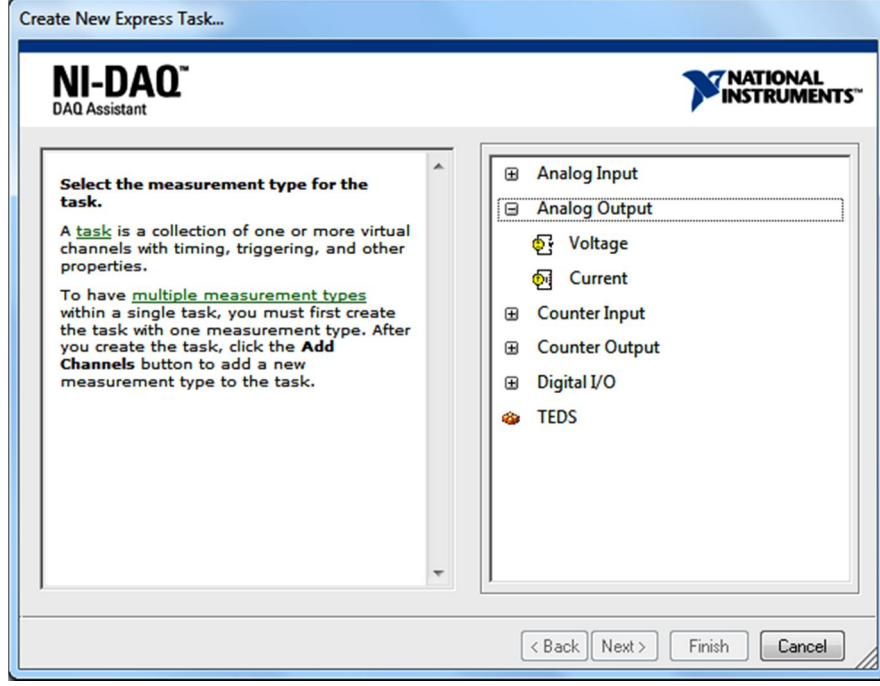 Create New Express Task...
NI-DAQ™
DAQ Assistant
NATIONAL
INSTRUMENTS™
Select the measurement type for the
task.
A task is a collection of one or more virtual
channels with timing, triggering, and other
properties.
To have multiple measurement types
within a single task, you must first create
the task with one measurement type. After
you create the task, click the Add
Channels button to add a new
measurement type to the task.
Analog Input
Analog Output
Voltage
Current
Counter Input
Counter Output
Digital I/O
TEDS
< Back Next > Finish Cancel